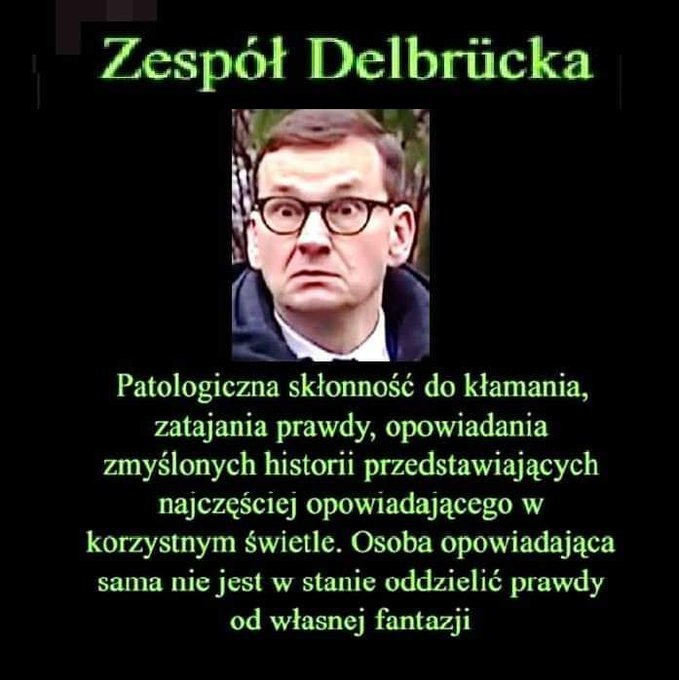 Zespół Delbrücka
Patologiczna skłonność do kłamania,
zatajania prawdy, opowiadania
zmyślonych historii przedstawiających
najczęściej opowiadającego w
korzystnym świetle. Osoba opowiadająca
sama nie jest w stanie oddzielić prawdy
od własnej fantazji